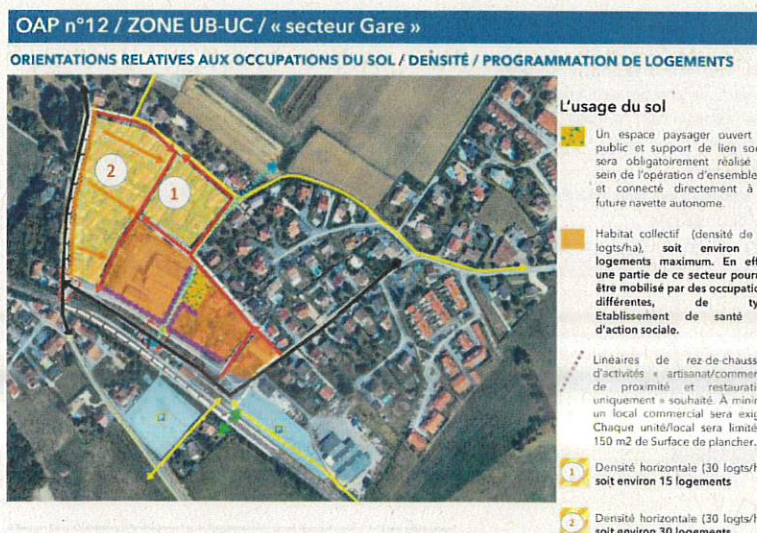 OAP n°12 / ZONE UB-UC / « secteur Gare »
ORIENTATIONS RELATIVES AUX OCCUPATIONS DU SOL / DENSITÉ / PROGRAMMATION DE LOGEMENTS
L'usage du sol
Un espace paysager ouvert
public et support de lien so
sera obligatoirement réalisé
sein de l'opération d'ensemble
et connecté directement à
future navette autonome.
Habitat collectif (densité de
logts/ha), soit environ
logements maximum. En eff
une partie de ce secteur pourr
être mobilisé par des occupatio
différentes, de ty
Etablissement de santé
d'action sociale.
Linéaires de rez-de-chauss
d'activités « artisanat/commer
de proximité et restaurati
uniquement » souhaité. À minim
un local commercial sera exig
Chaque unité/local sera limité
150 m2 de Surface de plancher.
1 Densité horizontale (30 logts/h
soit environ 15 logements
2 Densité horizontale (30 logts/h
soit environ 30 logements
2
1
P
P